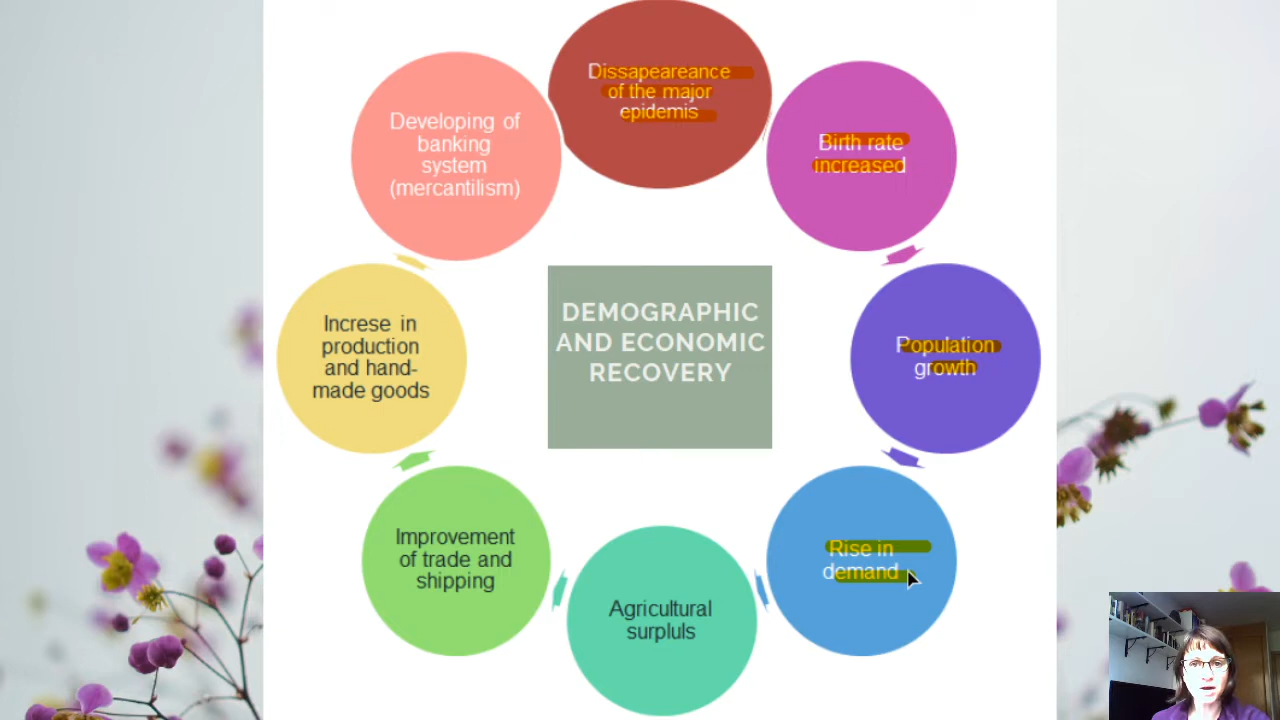 Dissapeareance
of the major
epidemis
Birth rate
increased
Population
growth
Rise in
demand
Agricultural
surpluls
Improvement
of trade and
shipping
Increse in
production
and hand-
made goods
Developing of
banking
system
(mercantilism)
DEMOGRAPHIC
AND ECONOMIC
RECOVERY